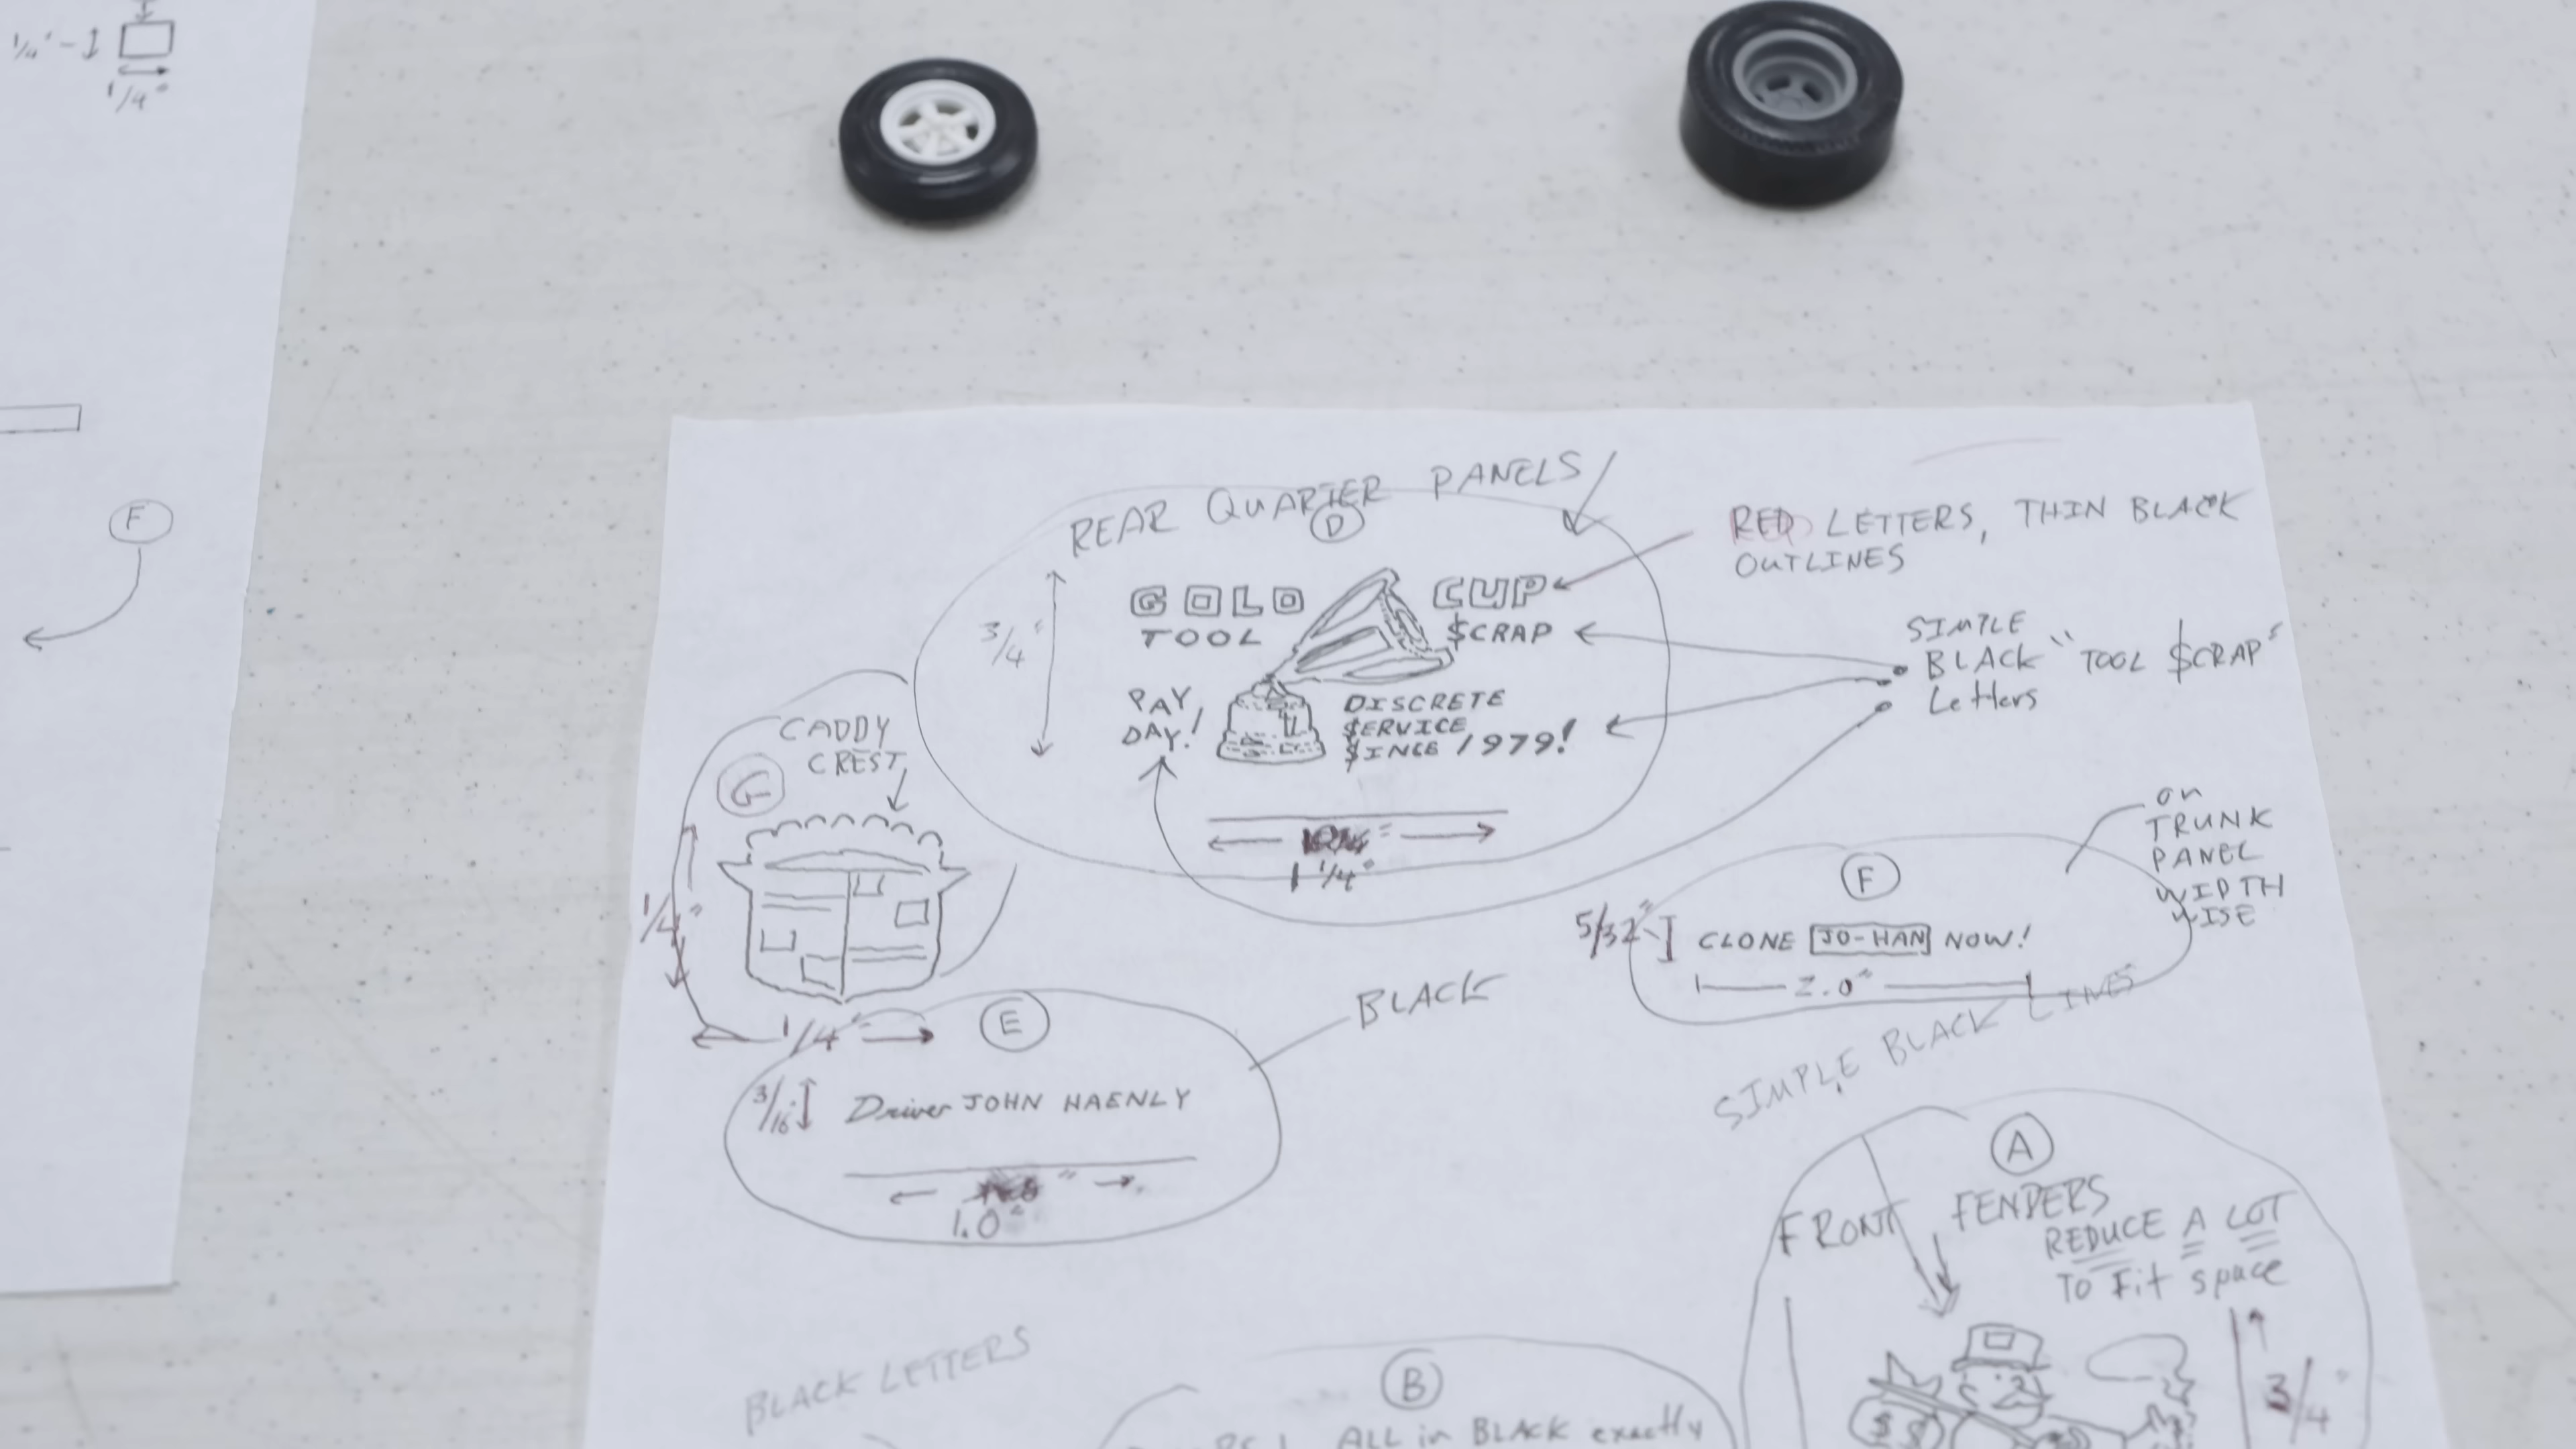 1/4" -
1/4"
F
REAR QUARTER PANELS
D
RED LETTERS, THIN BLACK
OUTLINES
GOLD CUP
TOOL $CRAP
3/4"
PAY
DAY!
DISCRETE
$ERVICE
$INCE 1979!
1 1/4"
SIMPLE
BLACK "TOOL $CRAP"
Letters
CADDY
CREST
G
1/4"
1/4"
on
TRUNK
PANEL
WIDTH
WISE
F
5/32"
CLONE JO-HAN NOW!
2.0"
SIMPLE BLACK LINES
E
BLACK
3/16"
Driver JOHN HAENLY
1.0"
A
FRONT FENDERS
REDUCE A LOT
TO Fit space
3/4"
$ $
BLACK LETTERS
B
ALL in BLACK exactly